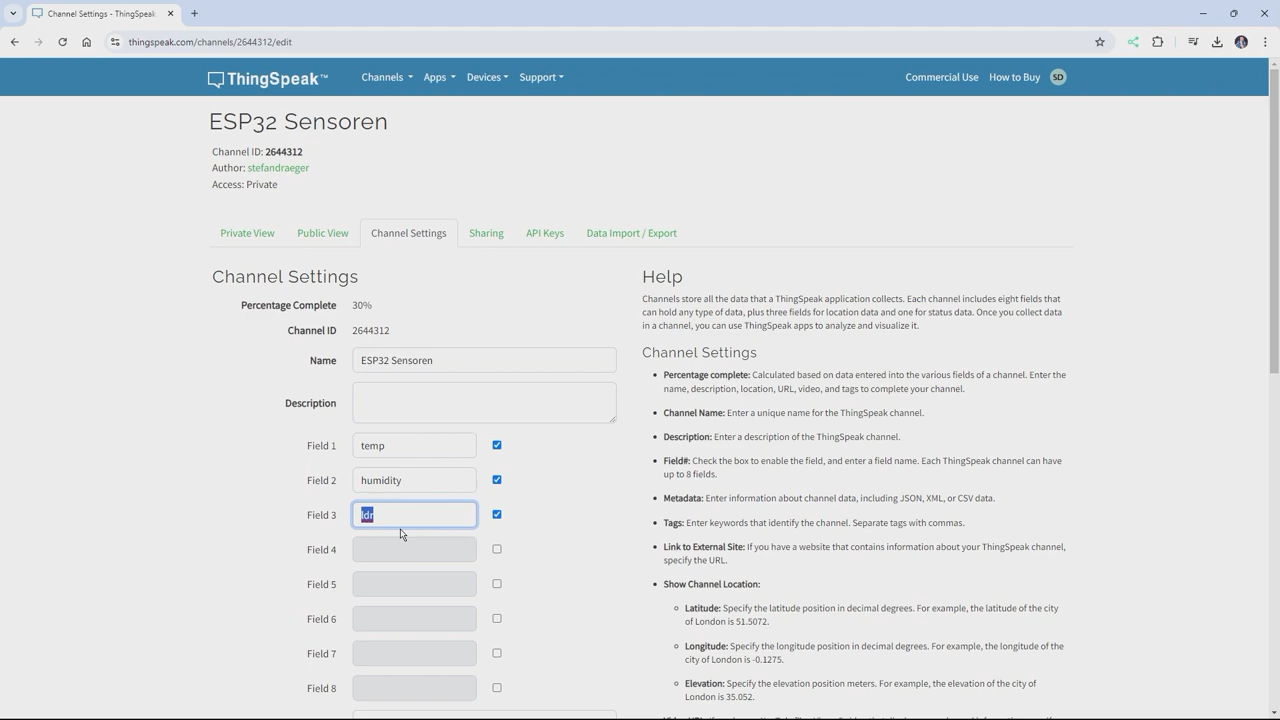 Channel Settings - ThingSpeak
thingspeak.com/channels/2644312/edit
ThingSpeak™
Channels
Apps
Devices
Support
Commercial Use
How to Buy
SD
ESP32 Sensoren
Channel ID: 2644312
Author: stefandraeger
Access: Private
Private View
Public View
Channel Settings
Sharing
API Keys
Data Import / Export
Channel Settings
Percentage Complete 30%
Channel ID 2644312
Name ESP32 Sensoren
Description
Field 1 temp
Field 2 humidity
Field 3 ldr
Field 4
Field 5
Field 6
Field 7
Field 8
Help
Channels store all the data that a ThingSpeak application collects. Each channel includes eight fields that
can hold any type of data, plus three fields for location data and one for status data. Once you collect
data in a channel, you can use ThingSpeak apps to analyze and visualize it.
Channel Settings
Percentage complete: Calculated based on data entered into the various fields of a channel. Enter the
name, description, location, URL, video, and tags to complete your channel.
Channel Name: Enter a unique name for the ThingSpeak channel.
Description: Enter a description of the ThingSpeak channel.
Field#: Check the box to enable the field, and enter a field name. Each ThingSpeak channel can have
up to 8 fields.
Metadata: Enter information about channel data, including JSON, XML, or CSV data.
Tags: Enter keywords that identify the channel. Separate tags with commas.
Link to External Site: If you have a website that contains information about your ThingSpeak channel,
specify the URL.
Show Channel Location:
Latitude: Specify the latitude position in decimal degrees. For example, the latitude of the city
of London is 51.5072.
Longitude: Specify the longitude position in decimal degrees. For example, the longitude of the
city of London is -0.1275.
Elevation: Specify the elevation position meters. For example, the elevation of the city of
London is 35.052.